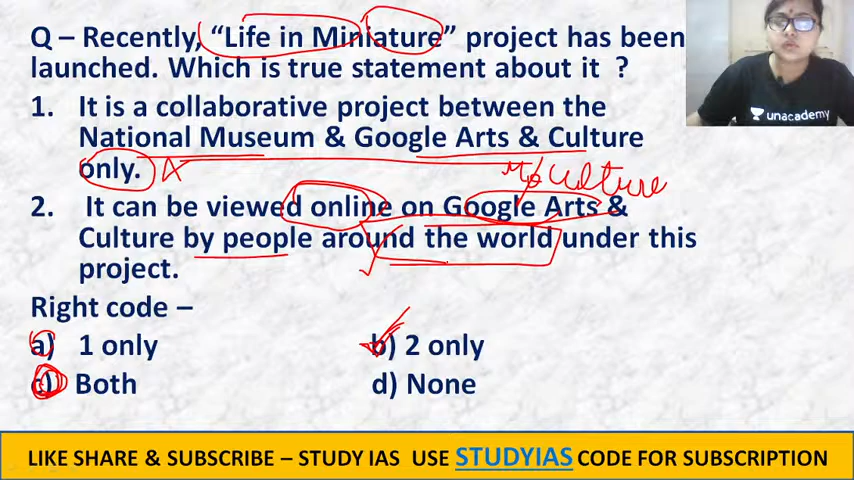 Q – Recently, “Life in Miniature” project has been
launched. Which is true statement about it ?
1. It is a collaborative project between the
National Museum & Google Arts & Culture
only.
Mo Culture
2. It can be viewed online on Google Arts &
Culture by people around the world under this
project.
Right code –
a) 1 only
b) 2 only
c) Both
d) None
unacademy
LIKE SHARE & SUBSCRIBE – STUDY IAS USE STUDYIAS CODE FOR SUBSCRIPTION